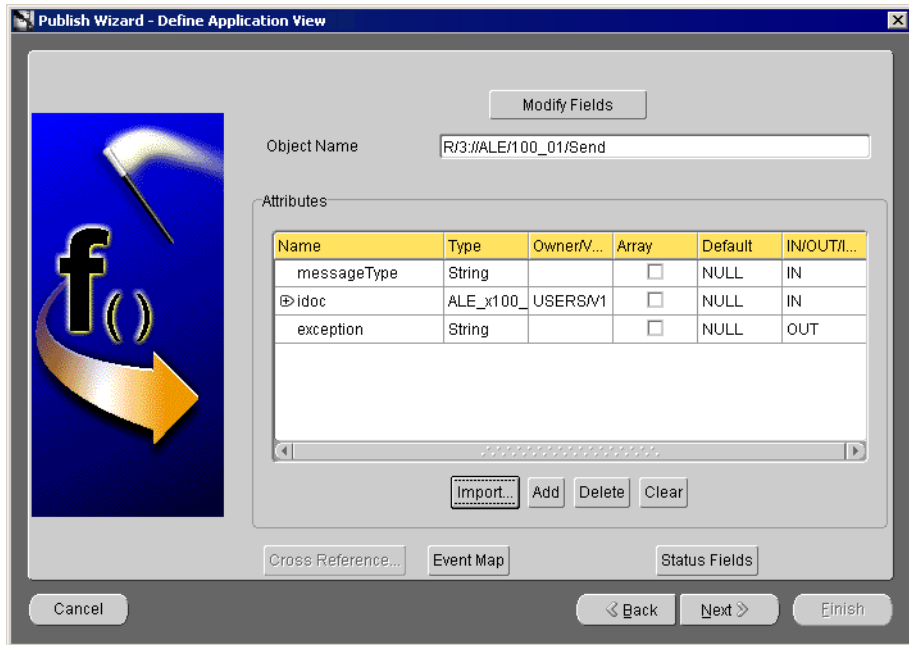 Publish Wizard - Define Application View
Modify Fields
Object Name R/3://ALE/100_01/Send
Attributes
Name Type Owner/V... Array Default IN/OUT/I...
messageType String NULL IN
idoc ALE_x100_ USERS/V1 NULL IN
exception String NULL OUT
Import... Add Delete Clear
Cross Reference... Event Map Status Fields
Cancel Back Next Finish
f()